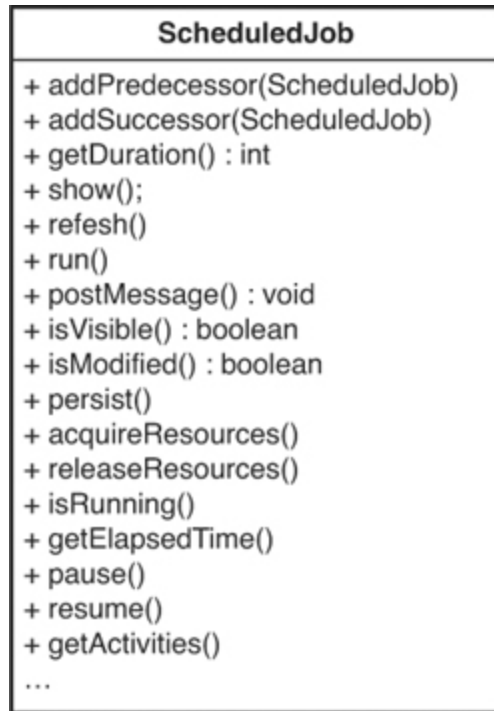 ScheduledJob
+ addPredecessor(ScheduledJob)
+ addSuccessor(ScheduledJob)
+ getDuration() : int
+ show();
+ refesh()
+ run()
+ postMessage() : void
+ isVisible() : boolean
+ isModified() : boolean
+ persist()
+ acquireResources()
+ releaseResources()
+ isRunning()
+ getElapsedTime()
+ pause()
+ resume()
+ getActivities()
...